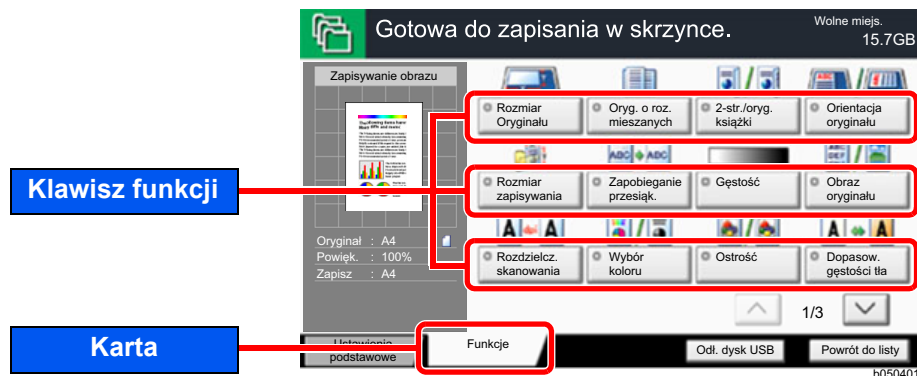 Gotowa do zapisania w skrzynce.
Wolne miejs.
15.7GB
Zapisywanie obrazu
Rozmiar
Oryginału
Oryg. o roz.
mieszanych
2-str./oryg.
książki
Orientacja
oryginału
Klawisz funkcji
Rozmiar
zapisywania
Zapobieganie
przesiąk.
Gęstość
Obraz
oryginału
Rozdzielcz.
skanowania
Wybór
koloru
Ostrość
Dopasow.
gęstości tła
Oryginał : A4
Powięk. : 100%
Zapisz : A4
1/3
Karta
Ustawienia
podstawowe
Funkcje
Odł. dysk USB
Powrót do listy
b050401